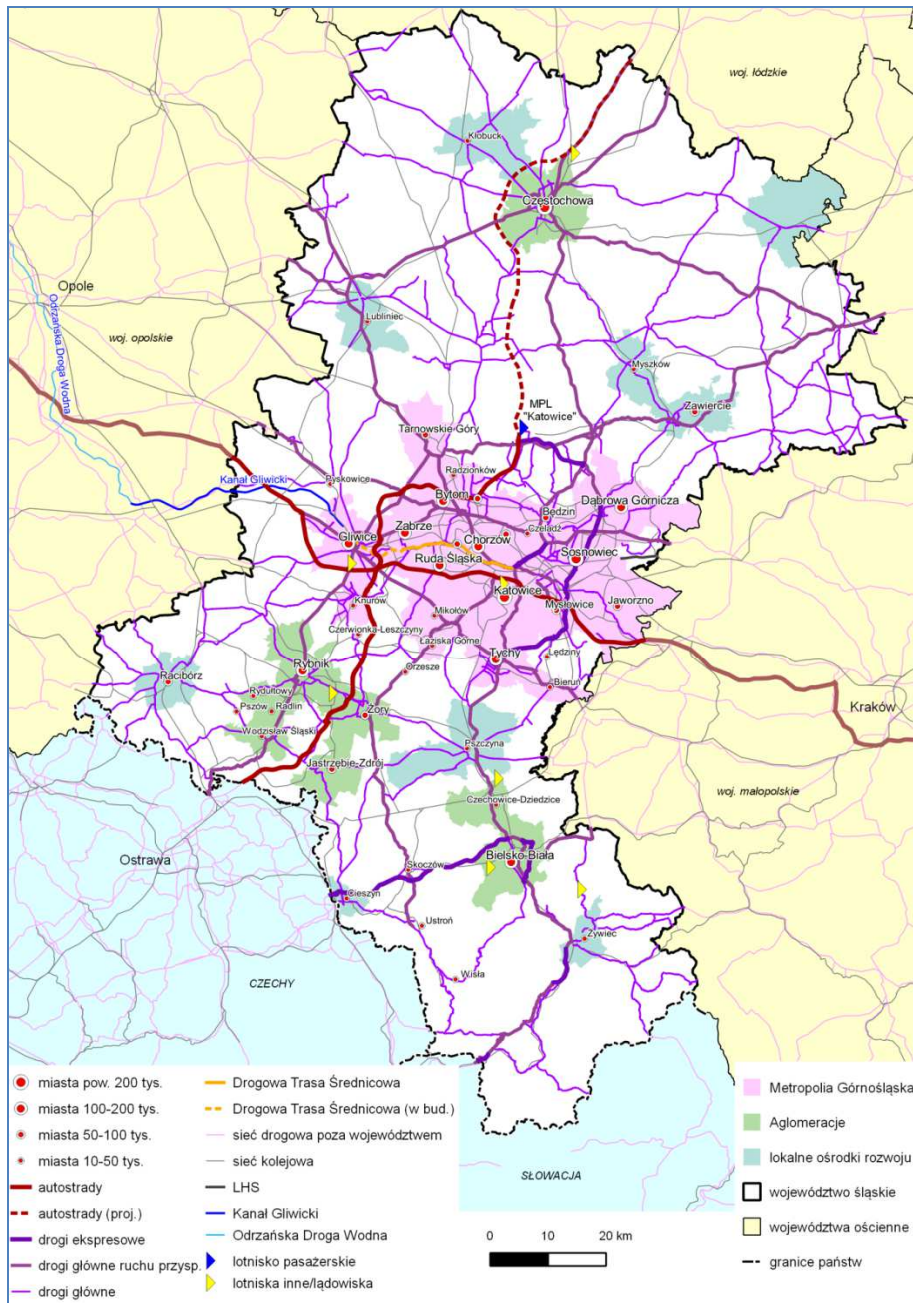 woj. łódzkie
Kłobuck
Częstochowa
Opole
Odrzańska Droga Wodna
woj. opolskie
Lubliniec
Myszków
Zawiercie
MPL
"Katowice"
Tarnowskie Góry
Radzionków
Kanał Gliwicki
Pyskowice
Bytom
Dąbrowa Górnicza
Będzin
Zabrze
Czeladź
Gliwice
Chorzów
Sosnowiec
Ruda Śląska
Katowice
Knurów
Mysłowice
Jaworzno
Mikołów
Czerwionka-Leszczyny
Łaziska Górne
Lędziny
Tychy
Rybnik
Orzesze
Racibórz
Bieruń
Rydułtowy
Kraków
Pszów
Radlin
Żory
Wodzisław Śląski
Pszczyna
Jastrzębie-Zdrój
woj. małopolskie
Czechowice-Dziedzice
Ostrawa
Bielsko-Biała
Skoczów
Cieszyn
Ustroń
Żywiec
Wisła
CZECHY
SŁOWACJA
miasta pow. 200 tys.
miasta 100-200 tys.
miasta 50-100 tys.
miasta 10-50 tys.
autostrady
autostrady (proj.)
drogi ekspresowe
drogi główne ruchu przysp.
drogi główne
Drogowa Trasa Średnicowa
Drogowa Trasa Średnicowa (w bud.)
sieć drogowa poza województwem
sieć kolejowa
LHS
Kanał Gliwicki
Odrzańska Droga Wodna
lotnisko pasażerskie
lotniska inne/lądowiska
0 10 20 km
Metropolia Górnośląska
Aglomeracje
lokalne ośrodki rozwoju
województwo śląskie
województwa ościenne
granice państw